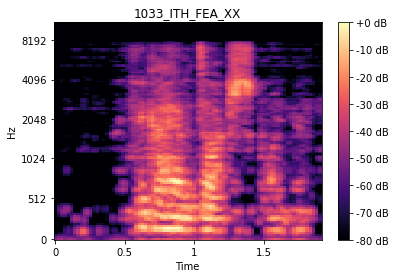 1033_ITH_FEA_XX
8192
4096
2048
1024
512
0
Hz
0
0.5
1
1.5
Time
+0 dB
-10 dB
-20 dB
-30 dB
-40 dB
-50 dB
-60 dB
-70 dB
-80 dB